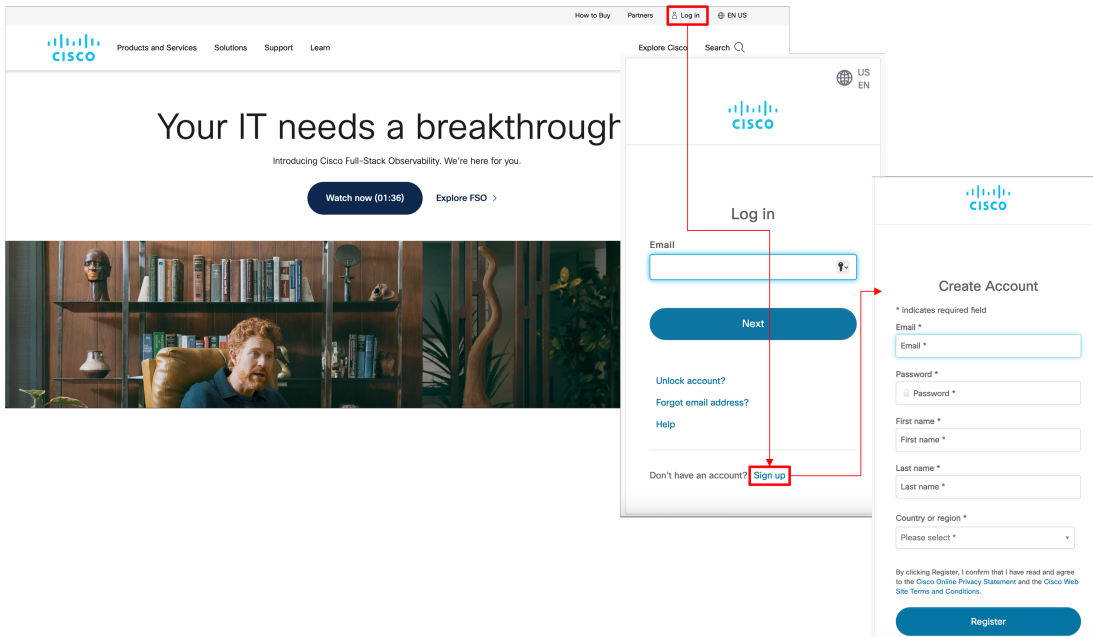 How to Buy Partners Log in EN US
CISCO
Products and Services Solutions Support Learn Explore Cisco Search
Your IT needs a breakthrough
Introducing Cisco Full-Stack Observability. We're here for you.
Watch now (01:36) Explore FSO >
US
EN
CISCO
Log in
Email
Next
Unlock account?
Forgot email address?
Help
Don't have an account? Sign up
CISCO
Create Account
* indicates required field
Email *
Email *
Password *
Password *
First name *
First name *
Last name *
Last name *
Country or region *
Please select *
By clicking Register, I confirm that I have read and agree
to the Cisco Online Privacy Statement and the Cisco Web
Site Terms and Conditions.
Register